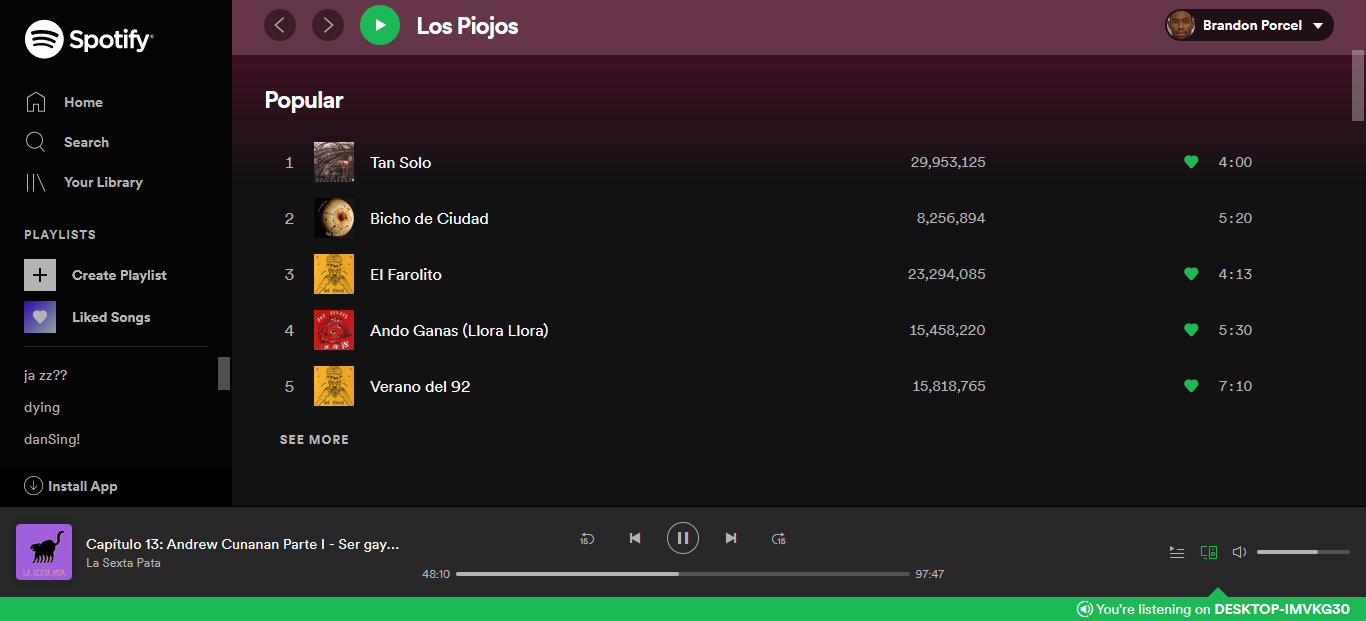 Spotify
Home
Search
Your Library
PLAYLISTS
Create Playlist
Liked Songs
ja zz??
dying
danSing!
Install App
Los Piojos
Brandon Porcel
Popular
1 Tan Solo 29,953,125 4:00
2 Bicho de Ciudad 8,256,894 5:20
3 El Farolito 23,294,085 4:13
4 Ando Ganas (Llora Llora) 15,458,220 5:30
5 Verano del 92 15,818,765 7:10
SEE MORE
LA SEXTA PATA
Capítulo 13: Andrew Cunanan Parte I - Ser gay...
La Sexta Pata
15
15
48:10
97:47
You're listening on DESKTOP-IMVKG30